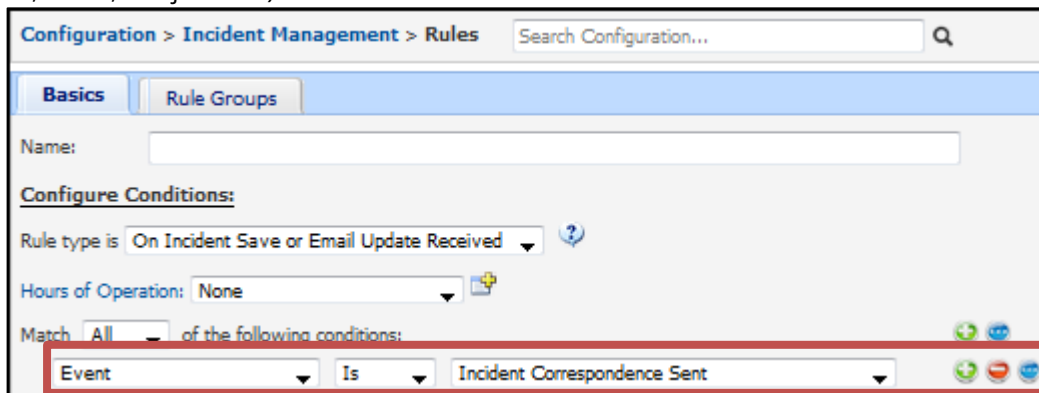 Configuration > Incident Management > Rules Search Configuration...
Basics Rule Groups
Name:
Configure Conditions:
Rule type is On Incident Save or Email Update Received
Hours of Operation: None
Match All of the following conditions:
Event Is Incident Correspondence Sent